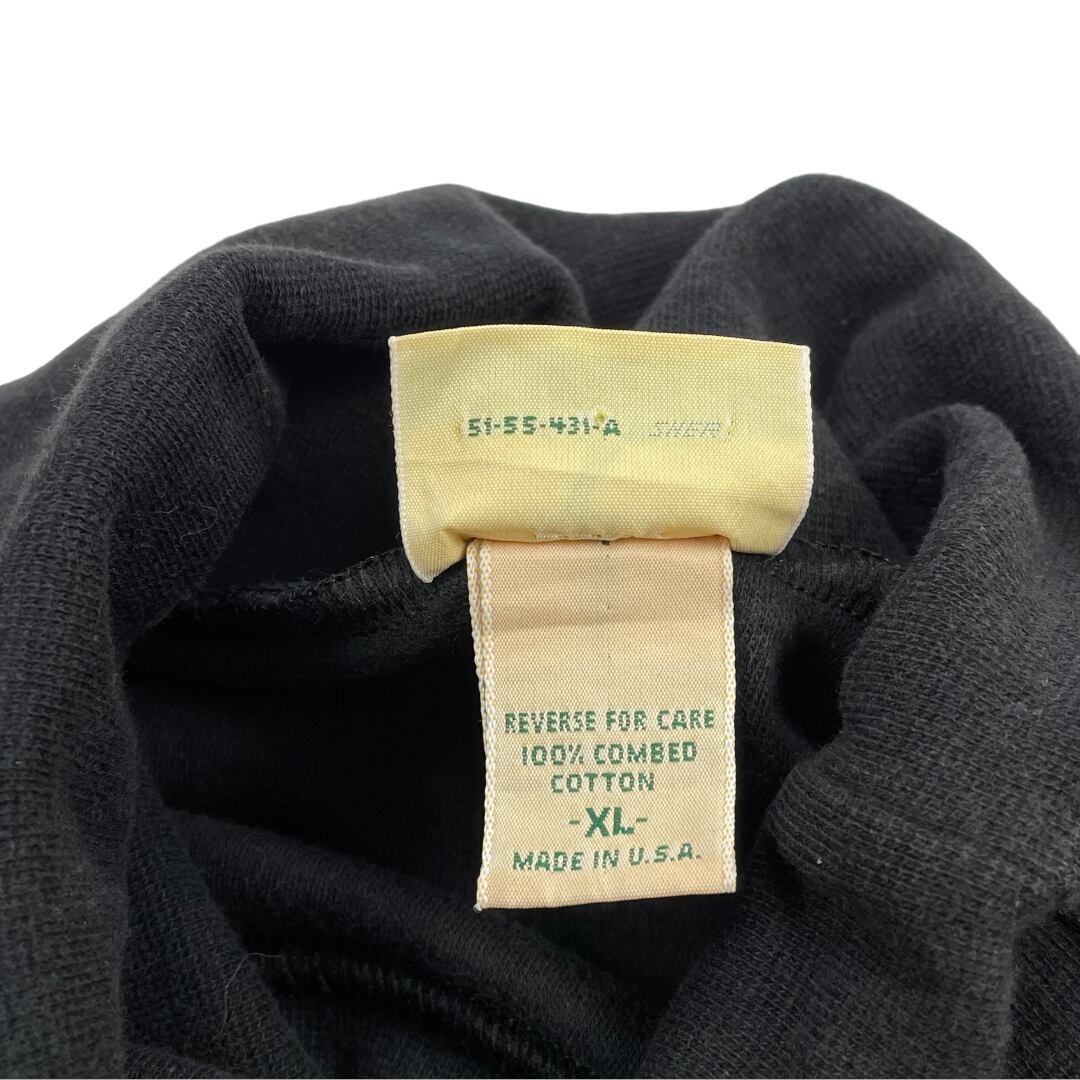 51-55-431-A
REVERSE FOR CARE
100% COMBED
COTTON
-XL-
MADE IN U.S.A.